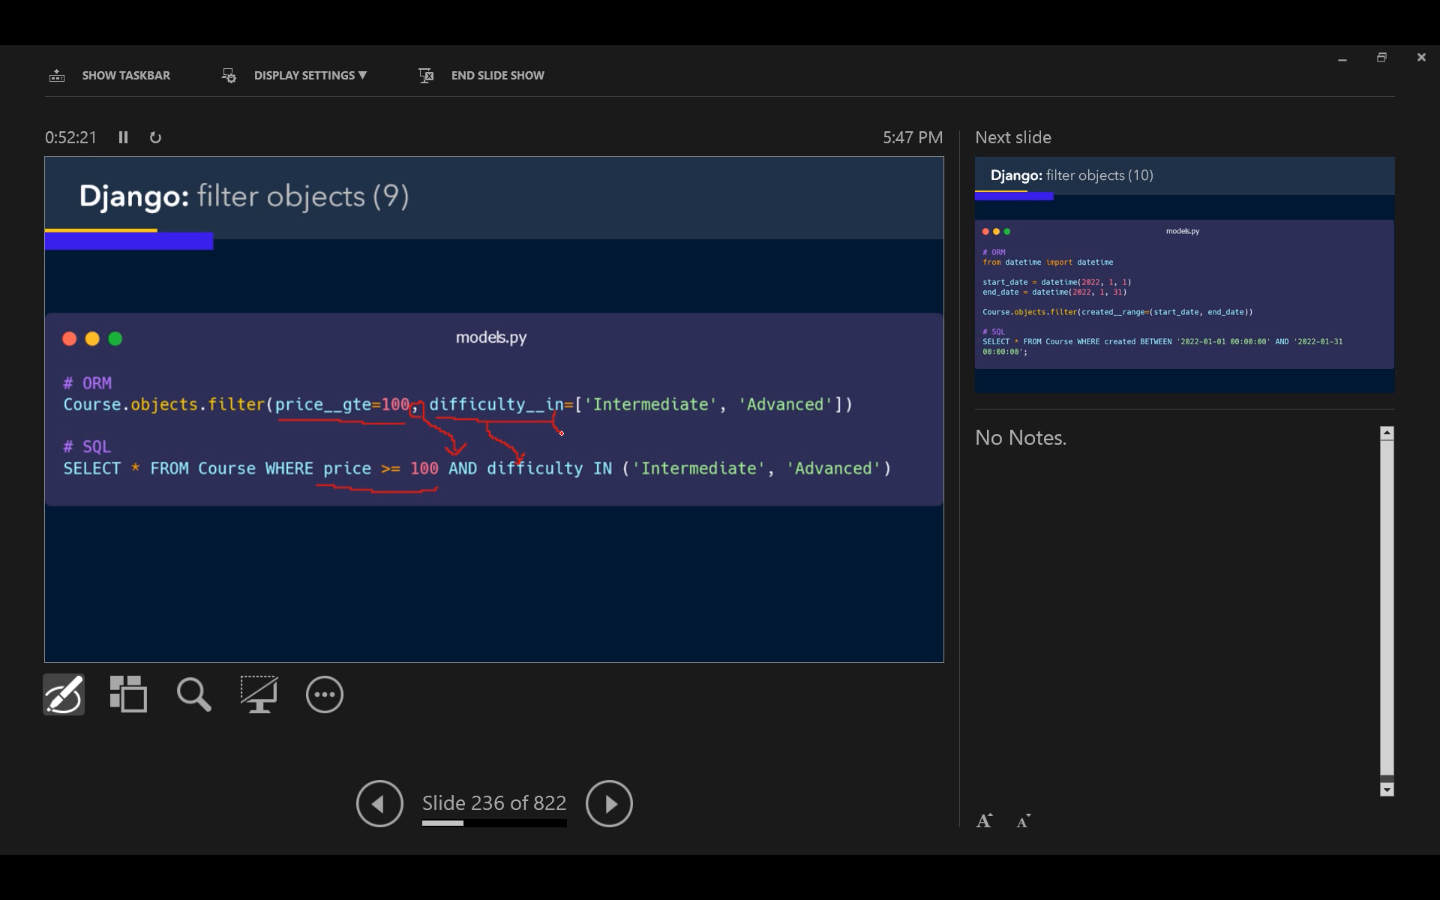 SHOW TASKBAR
DISPLAY SETTINGS ▼
END SLIDE SHOW
0:52:21
5:47 PM
Django: filter objects (9)
models.py
# ORM
Course.objects.filter(price__gte=100, difficulty__in=['Intermediate', 'Advanced'])
# SQL
SELECT * FROM Course WHERE price >= 100 AND difficulty IN ('Intermediate', 'Advanced')
Slide 236 of 822
Next slide
Django: filter objects (10)
models.py
# ORM
from datetime import datetime
start_date = datetime(2022, 1, 1)
end_date = datetime(2022, 1, 31)
Course.objects.filter(created__range=(start_date, end_date))
# SQL
SELECT * FROM Course WHERE created BETWEEN '2022-01-01 00:00:00' AND '2022-01-31
00:00:00';
No Notes.
A A